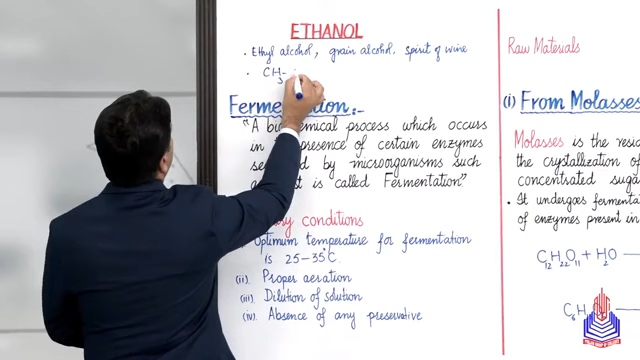 ETHANOL
• Ethyl alcohol, grain alcohol, spirit of wine
• CH3-
Fermentation:-
"A biochemical process which occurs
in presence of certain enzymes
by microorganisms such
is called Fermentation"
conditions
Optimum temperature for fermentation
is 25-35°C.
(ii) Proper aeration
(iii) Dilution of solution
(iv) Absence of any preservative
Raw Materials
(i) From Molasses
Molasses is the resi
the crystallization of
concentrated suga
• It undergoes fermenta
of enzymes present in
C12H22O11 + H2O —
C6H